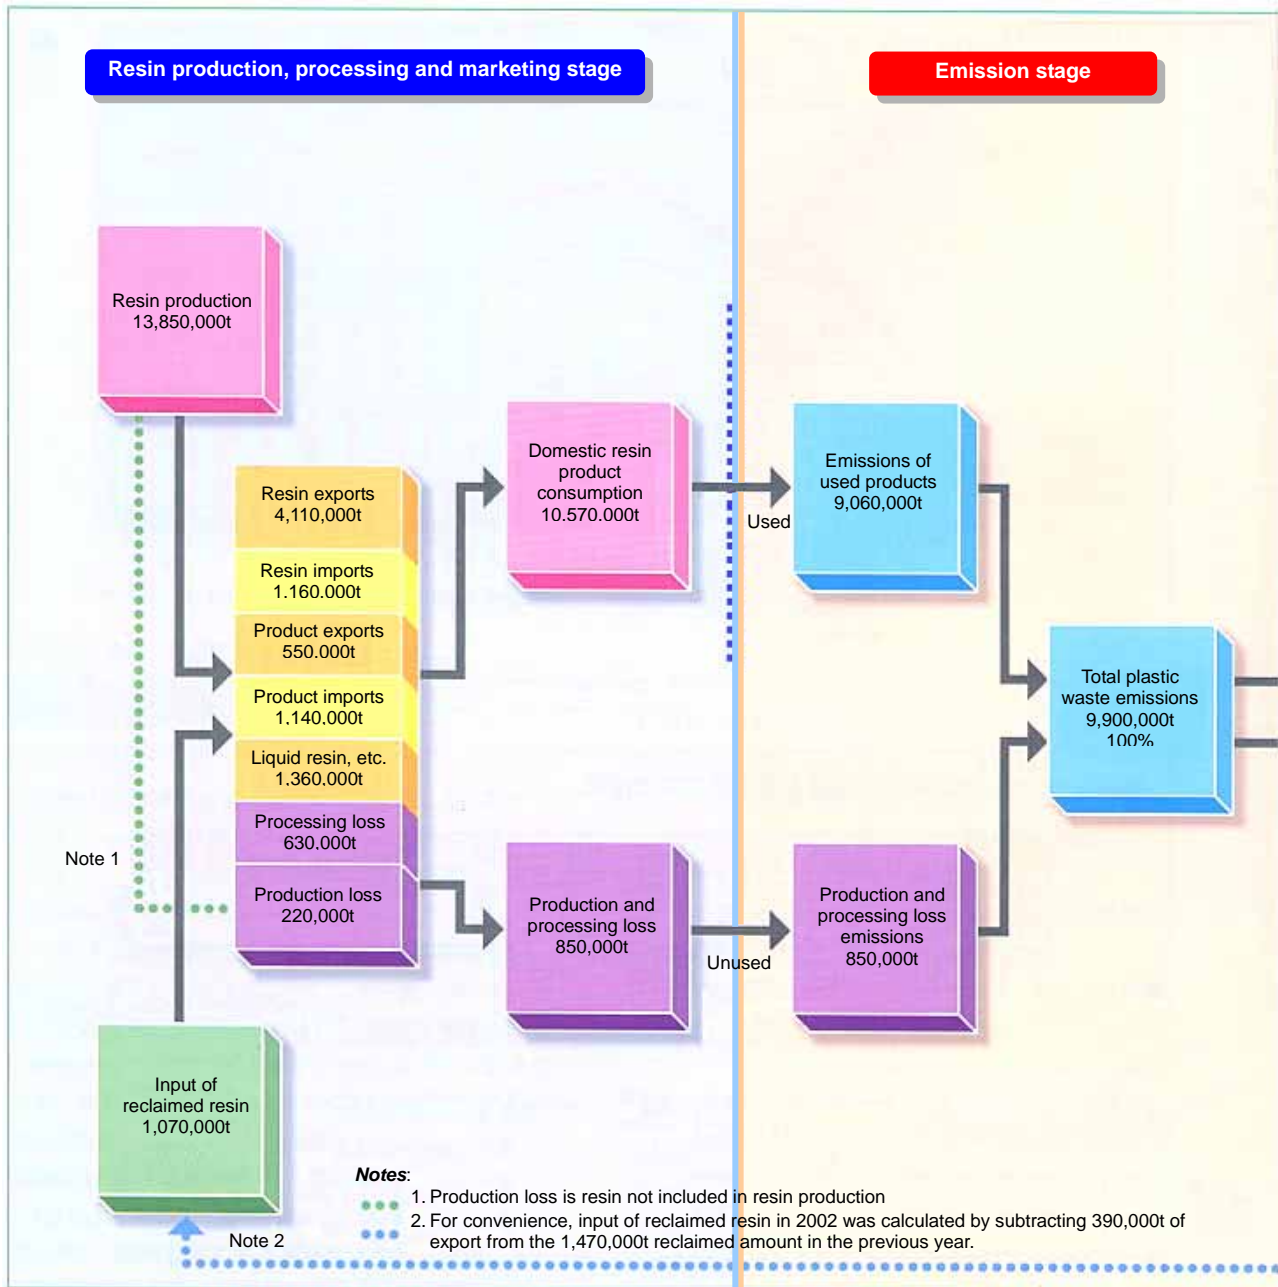 Resin production, processing and marketing stage
Emission stage
Resin production
13,850,000t
Resin exports
4,110,000t
Resin imports
1.160.000t
Product exports
550.000t
Product imports
1,140.000t
Liquid resin, etc.
1,360,000t
Processing loss
630.000t
Production loss
220,000t
Domestic resin
product
consumption
10.570.000t
Used
Emissions of
used products
9,060,000t
Total plastic
waste emissions
9,900,000t
100%
Note 1
Production and
processing loss
850,000t
Unused
Production and
processing loss
emissions
850,000t
Input of
reclaimed resin
1,070,000t
Note 2
Notes:
1. Production loss is resin not included in resin production
2. For convenience, input of reclaimed resin in 2002 was calculated by subtracting 390,000t of
export from the 1,470,000t reclaimed amount in the previous year.